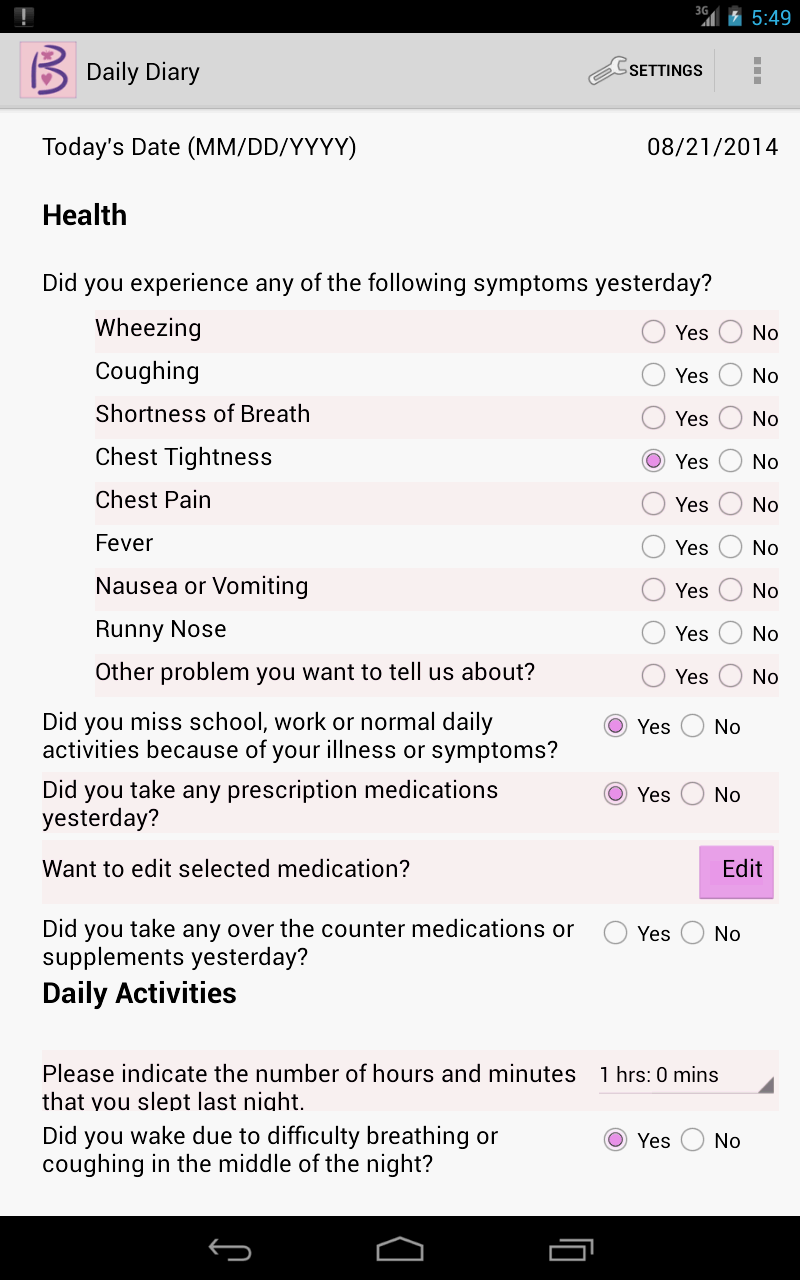 3G 5:49
B Daily Diary SETTINGS
Today's Date (MM/DD/YYYY) 08/21/2014
Health
Did you experience any of the following symptoms yesterday?
Wheezing Yes No
Coughing Yes No
Shortness of Breath Yes No
Chest Tightness Yes No
Chest Pain Yes No
Fever Yes No
Nausea or Vomiting Yes No
Runny Nose Yes No
Other problem you want to tell us about? Yes No
Did you miss school, work or normal daily
activities because of your illness or symptoms? Yes No
Did you take any prescription medications
yesterday? Yes No
Want to edit selected medication? Edit
Did you take any over the counter medications or
supplements yesterday? Yes No
Daily Activities
Please indicate the number of hours and minutes
that you slept last night. 1 hrs: 0 mins
Did you wake due to difficulty breathing or
coughing in the middle of the night? Yes No